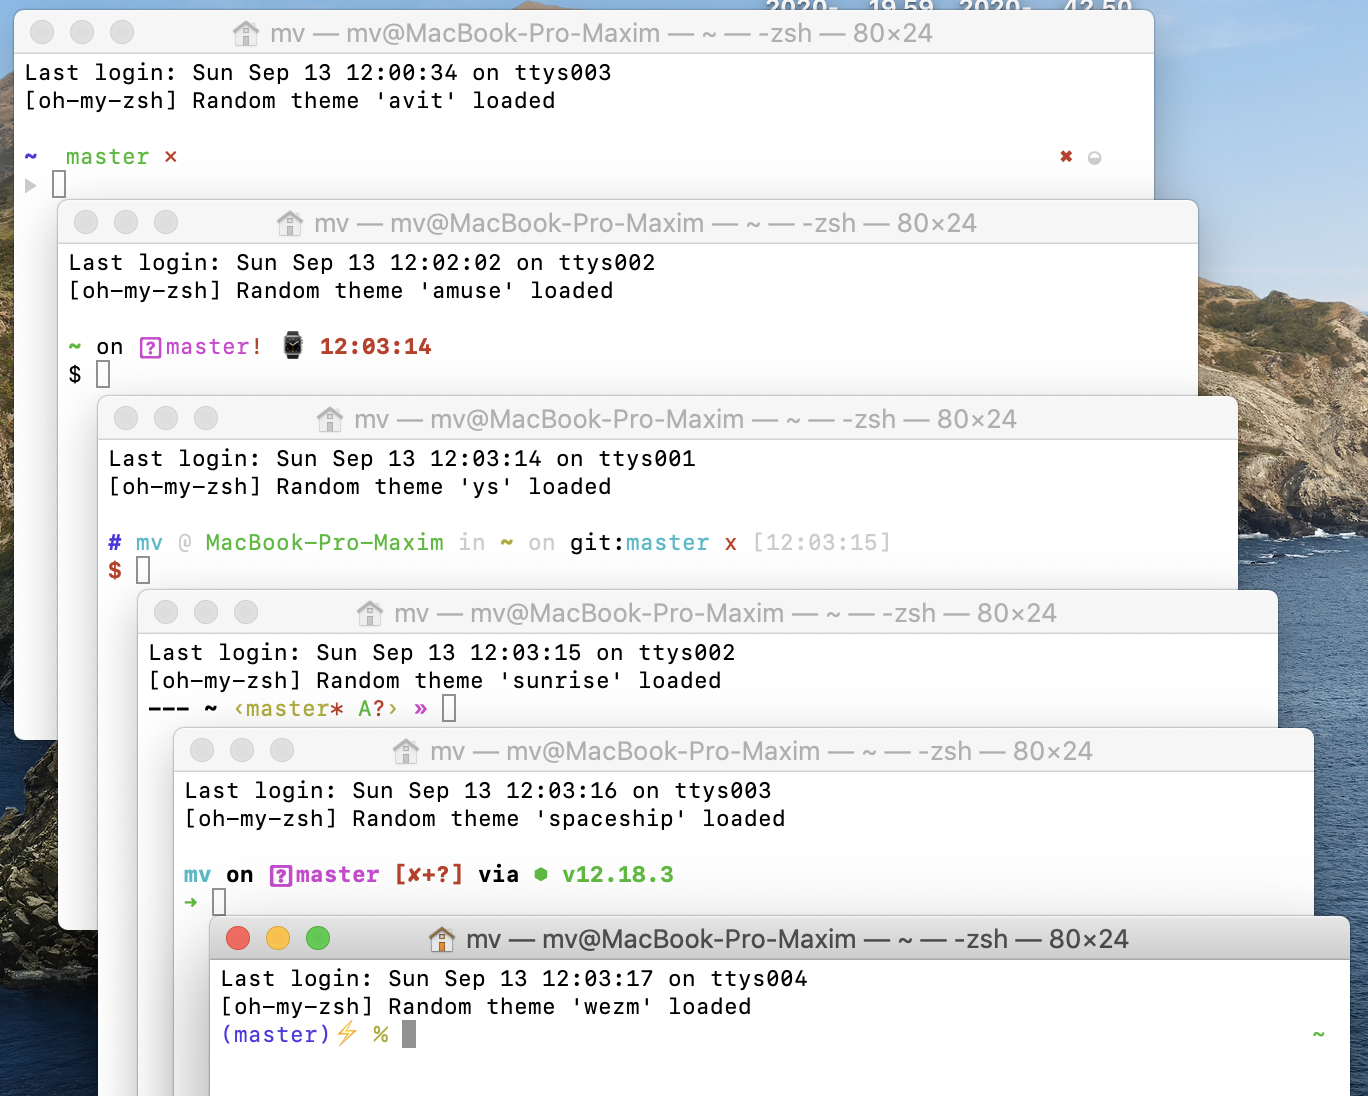 2020- 19.59 2020- 42.50
mv — mv@MacBook-Pro-Maxim — ~ — -zsh — 80×24
Last login: Sun Sep 13 12:00:34 on ttys003
[oh-my-zsh] Random theme 'avit' loaded
~ master ✗ ✖ ◒
▶
mv — mv@MacBook-Pro-Maxim — ~ — -zsh — 80×24
Last login: Sun Sep 13 12:02:02 on ttys002
[oh-my-zsh] Random theme 'amuse' loaded
~ on master! ⌚ 12:03:14
$
mv — mv@MacBook-Pro-Maxim — ~ — -zsh — 80×24
Last login: Sun Sep 13 12:03:14 on ttys001
[oh-my-zsh] Random theme 'ys' loaded
# mv @ MacBook-Pro-Maxim in ~ on git:master x [12:03:15]
$
mv — mv@MacBook-Pro-Maxim — ~ — -zsh — 80×24
Last login: Sun Sep 13 12:03:15 on ttys002
[oh-my-zsh] Random theme 'sunrise' loaded
--- ~ ‹master* A?› »
mv — mv@MacBook-Pro-Maxim — ~ — -zsh — 80×24
Last login: Sun Sep 13 12:03:16 on ttys003
[oh-my-zsh] Random theme 'spaceship' loaded
mv on master [✘+?] via ⬢ v12.18.3
➜
mv — mv@MacBook-Pro-Maxim — ~ — -zsh — 80×24
Last login: Sun Sep 13 12:03:17 on ttys004
[oh-my-zsh] Random theme 'wezm' loaded
(master)⚡ % ~